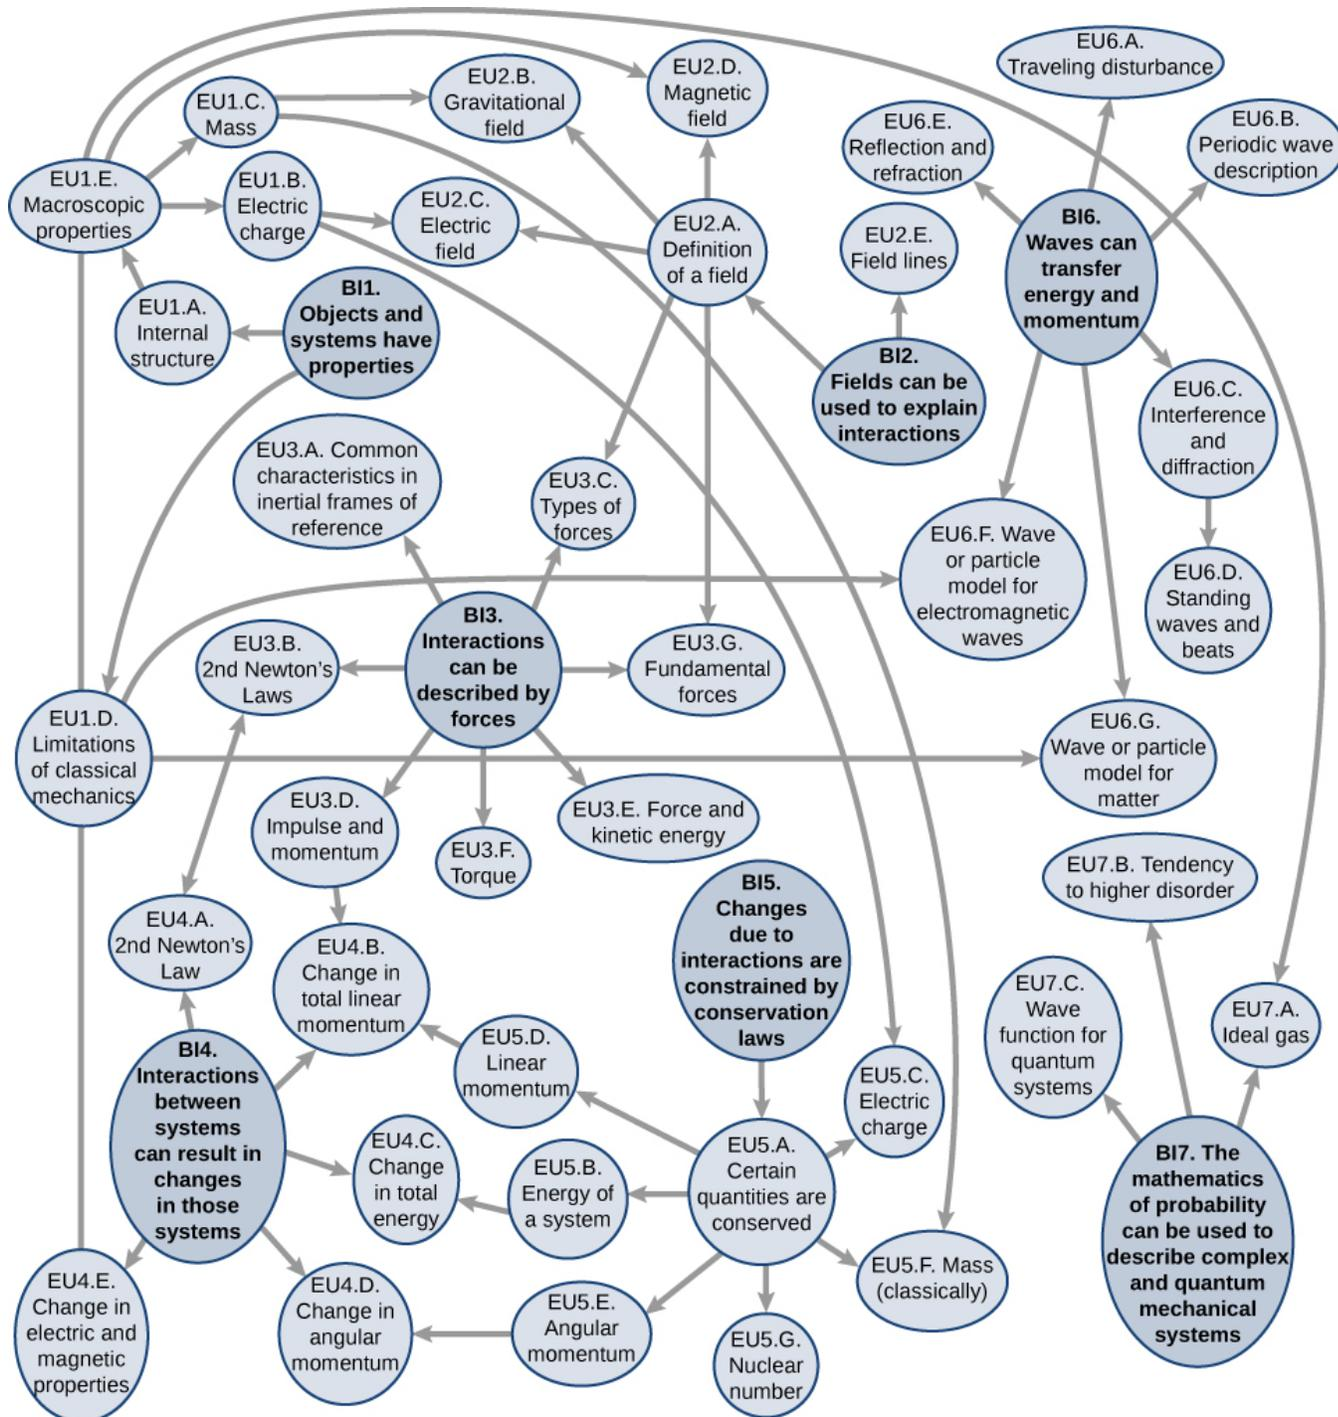 EU6.A.
Traveling disturbance
EU2.B.
Gravitational
field
EU2.D.
Magnetic
field
EU1.C.
Mass
EU6.E.
Reflection and
refraction
EU6.B.
Periodic wave
description
EU1.E.
Macroscopic
properties
EU1.B.
Electric
charge
EU2.C.
Electric
field
EU2.A.
Definition
of a field
EU2.E.
Field lines
BI6.
Waves can
transfer
energy and
momentum
EU1.A.
Internal
structure
BI1.
Objects and
systems have
properties
BI2.
Fields can be
used to explain
interactions
EU6.C.
Interference
and
diffraction
EU3.A. Common
characteristics in
inertial frames of
reference
EU3.C.
Types of
forces
EU6.F. Wave
or particle
model for
electromagnetic
waves
EU6.D.
Standing
waves and
beats
EU3.B.
2nd Newton's
Laws
BI3.
Interactions
can be
described by
forces
EU3.G.
Fundamental
forces
EU1.D.
Limitations
of classical
mechanics
EU6.G.
Wave or particle
model for
matter
EU3.D.
Impulse and
momentum
EU3.F.
Torque
EU3.E. Force and
kinetic energy
EU7.B. Tendency
to higher disorder
BI5.
Changes
due to
interactions are
constrained by
conservation
laws
EU4.A.
2nd Newton's
Law
EU4.B.
Change in
total linear
momentum
EU7.C.
Wave
function for
quantum
systems
EU7.A.
Ideal gas
EU5.D.
Linear
momentum
EU5.C.
Electric
charge
BI4.
Interactions
between
systems
can result in
changes
in those
systems
EU4.C.
Change
in total
energy
EU5.B.
Energy of
a system
EU5.A.
Certain
quantities are
conserved
BI7. The
mathematics
of probability
can be used to
describe complex
and quantum
mechanical
systems
EU4.E.
Change in
electric and
magnetic
properties
EU4.D.
Change in
angular
momentum
EU5.E.
Angular
momentum
EU5.F. Mass
(classically)
EU5.G.
Nuclear
number